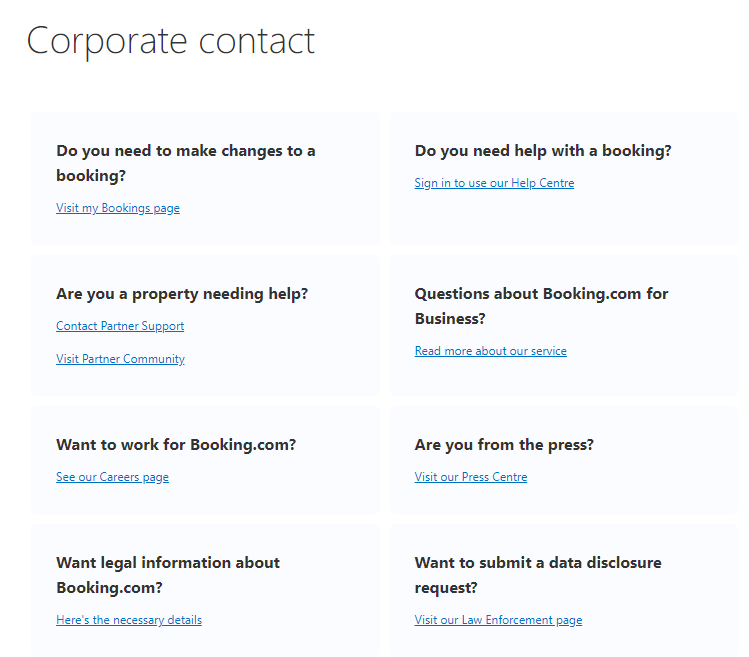 Corporate contact
Do you need to make changes to a
booking?
Visit my Bookings page
Do you need help with a booking?
Sign in to use our Help Centre
Are you a property needing help?
Contact Partner Support
Visit Partner Community
Questions about Booking.com for
Business?
Read more about our service
Want to work for Booking.com?
See our Careers page
Are you from the press?
Visit our Press Centre
Want legal information about
Booking.com?
Here's the necessary details
Want to submit a data disclosure
request?
Visit our Law Enforcement page